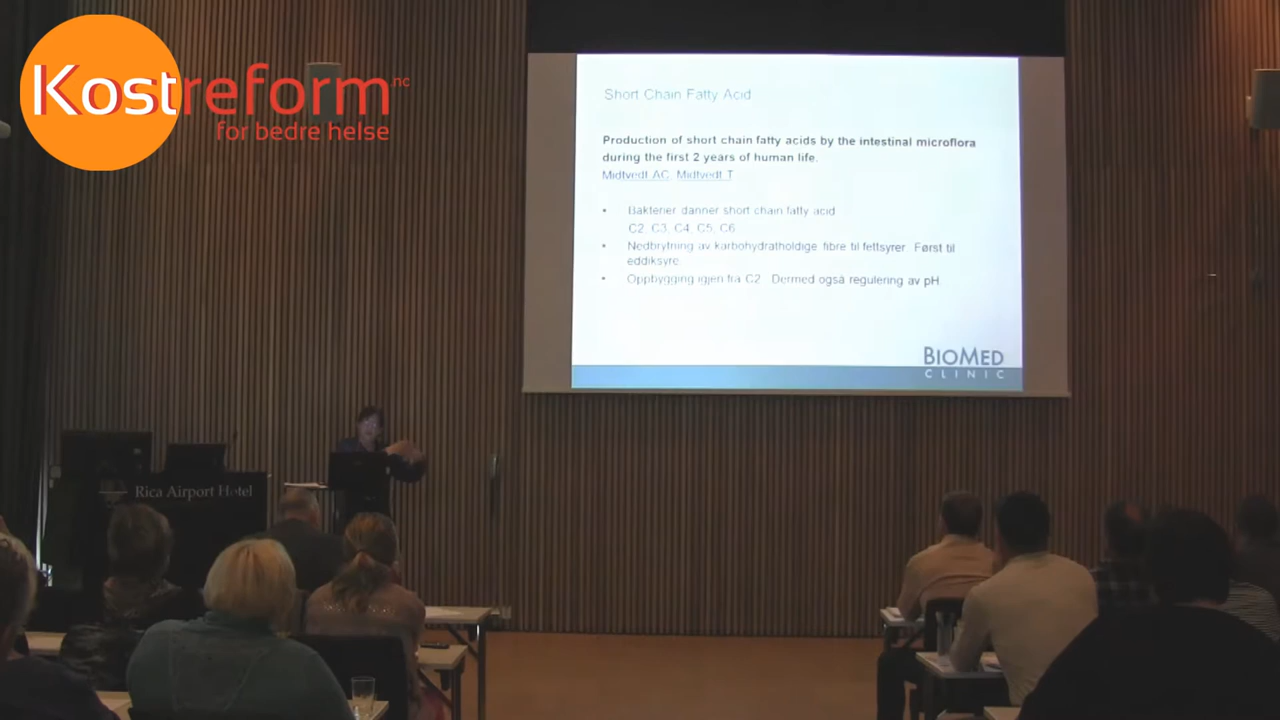 Kostreform nc
for bedre helse
Short Chain Fatty Acid
Production of short chain fatty acids by the intestinal microflora
during the first 2 years of human life.
Midtvedt AC, Midtvedt T
• Bakterier danner short chain fatty acid
C2, C3, C4, C5, C6
• Nedbrytning av karbohydratholdige fibre til fettsyrer. Først til
eddiksyre.
• Oppbygging igjen fra C2. Dermed også regulering av pH.
BIOMED
CLINIC
Rica Airport Hotel